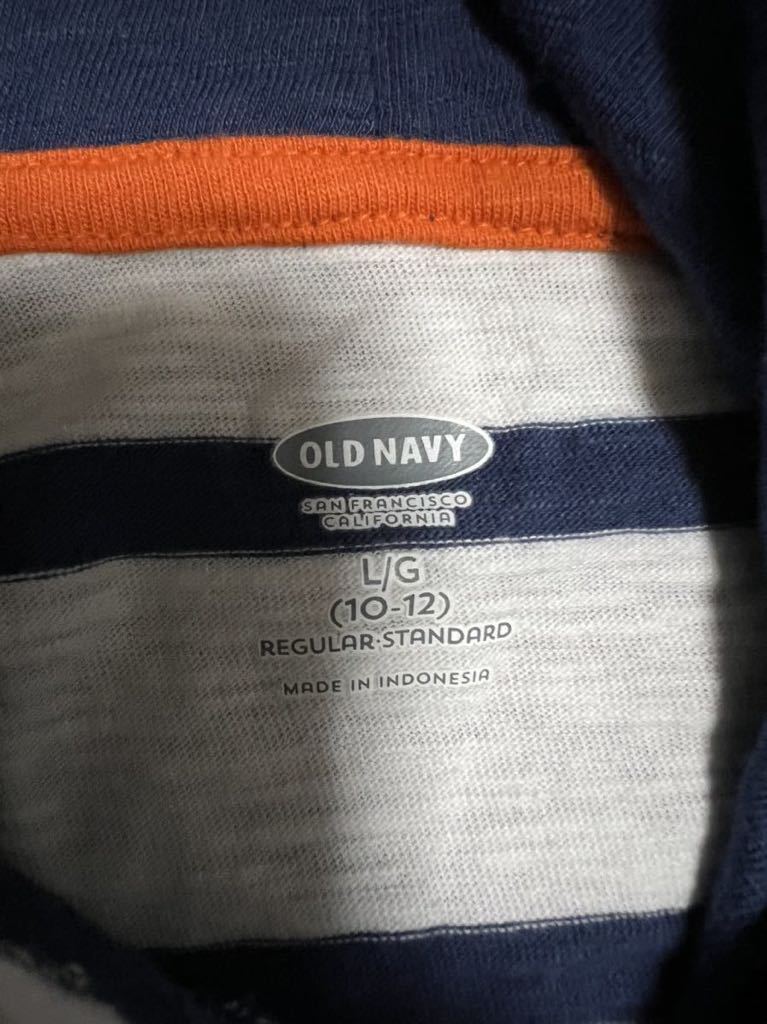 OLD NAVY
SAN FRANCISCO
CALIFORNIA
L/G
(10-12)
REGULAR·STANDARD
MADE IN INDONESIA